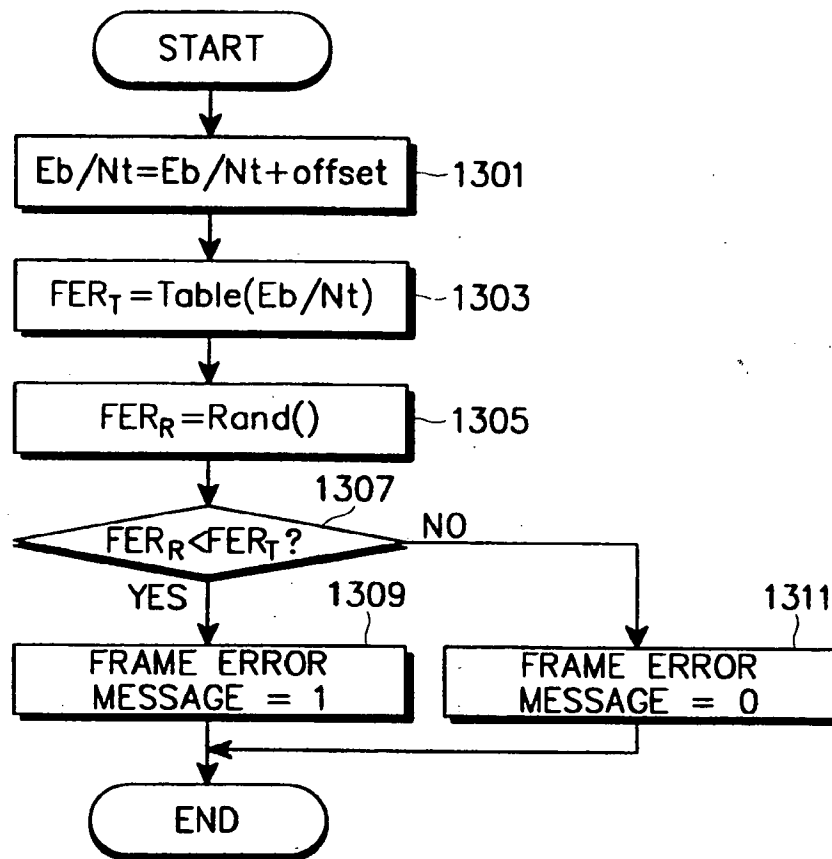 START
Eb/Nt=Eb/Nt+offset
1301
FER_T=Table(Eb/Nt)
1303
FER_R=Rand()
1305
1307
FER_R<FER_T?
NO
YES
1309
FRAME ERROR
MESSAGE = 1
1311
FRAME ERROR
MESSAGE = 0
END